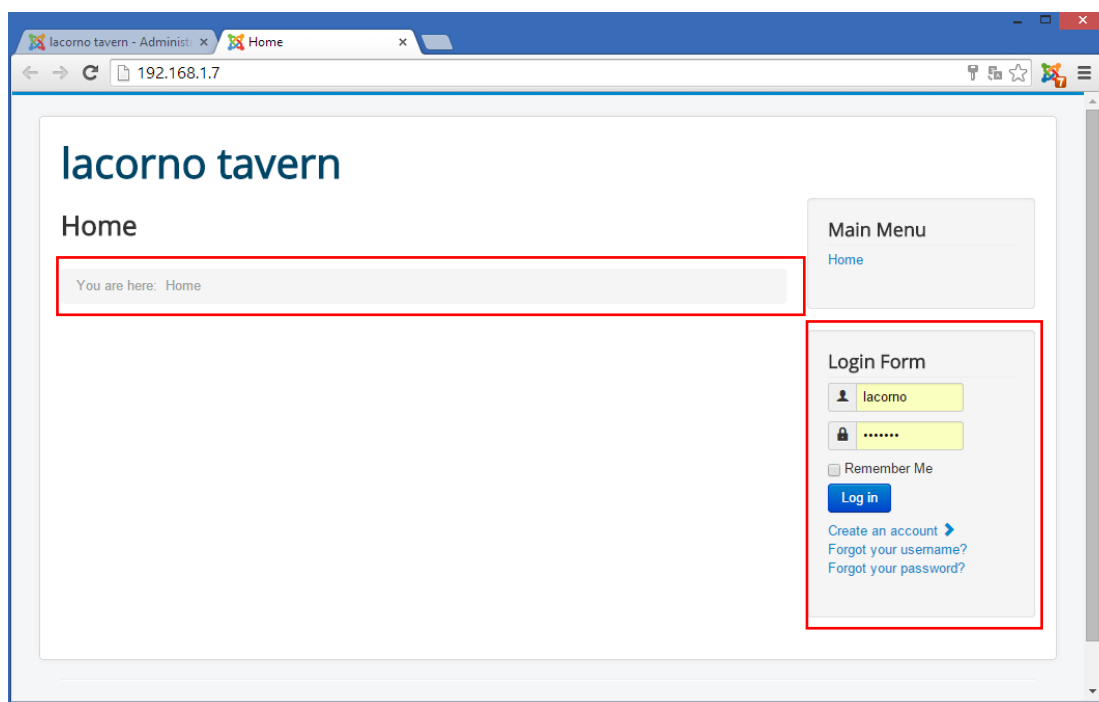 lacorno tavern - Administ
Home
192.168.1.7
7
lacorno tavern
Home
You are here: Home
Main Menu
Home
Login Form
lacorno
•••••••
Remember Me
Log in
Create an account
Forgot your username?
Forgot your password?